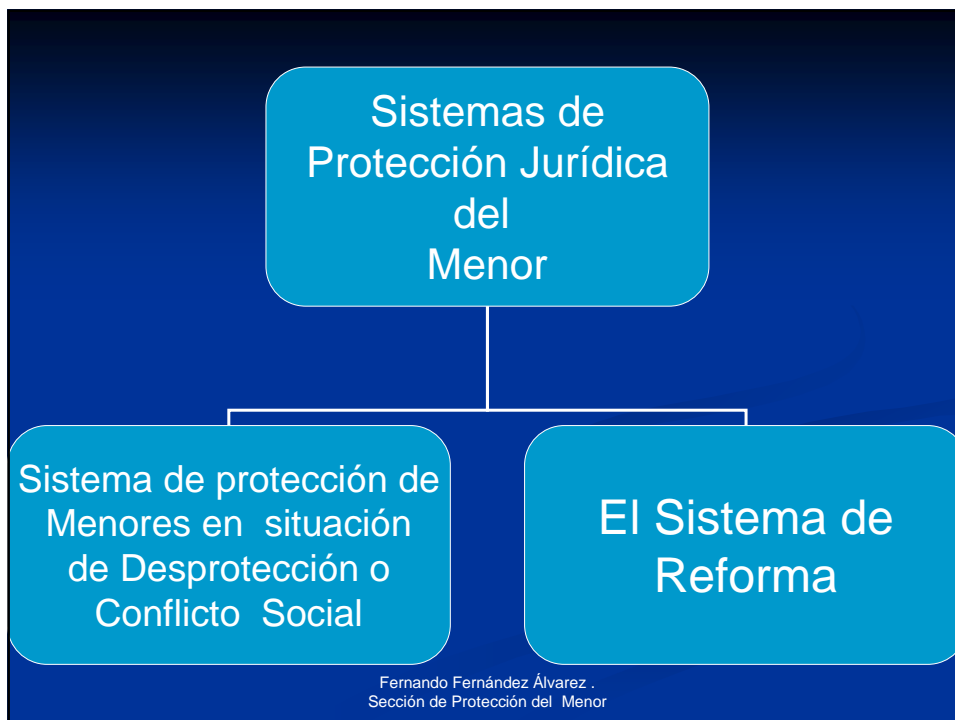 Sistemas de
Protección Jurídica
del
Menor
Sistema de protección de
Menores en situación
de Desprotección o
Conflicto Social
El Sistema de
Reforma
Fernando Fernández Álvarez .
Sección de Protección del Menor